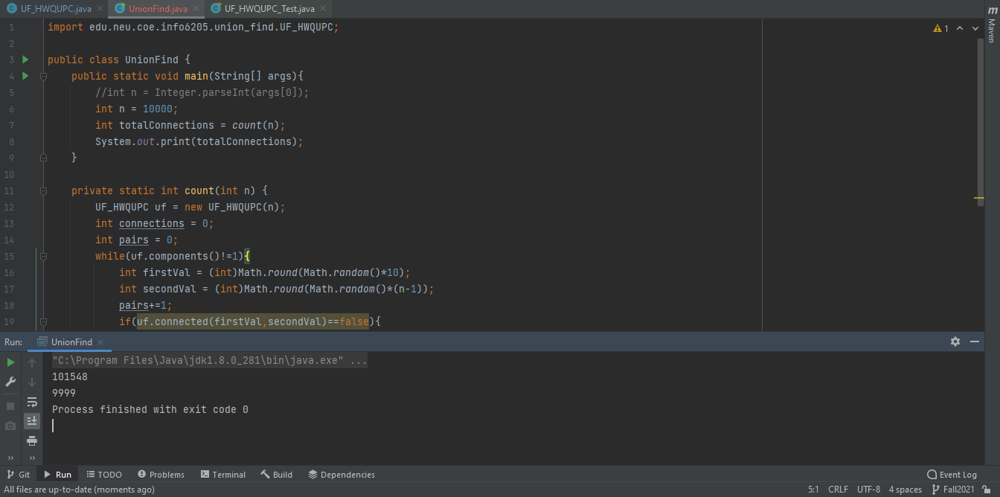 UF_HWQUPC.java UnionFind.java UF_HWQUPC_Test.java
1 import edu.neu.coe.info6205.union_find.UF_HWQUPC;
2
3 public class UnionFind {
4 public static void main(String[] args){
5 //int n = Integer.parseInt(args[0]);
6 int n = 10000;
7 int totalConnections = count(n);
8 System.out.print(totalConnections);
9 }
10
11 private static int count(int n) {
12 UF_HWQUPC uf = new UF_HWQUPC(n);
13 int connections = 0;
14 int pairs = 0;
15 while(uf.components()!=1){
16 int firstVal = (int)Math.round(Math.random()*10);
17 int secondVal = (int)Math.round(Math.random()*(n-1));
18 pairs+=1;
19 if(uf.connected(firstVal,secondVal)==false){
1
m Maven
Run: UnionFind
"C:\Program Files\Java\jdk1.8.0_281\bin\java.exe" ...
101548
9999
Process finished with exit code 0
Git Run TODO Problems Terminal Build Dependencies Event Log
All files are up-to-date (moments ago) 5:1 CRLF UTF-8 4 spaces Fall2021